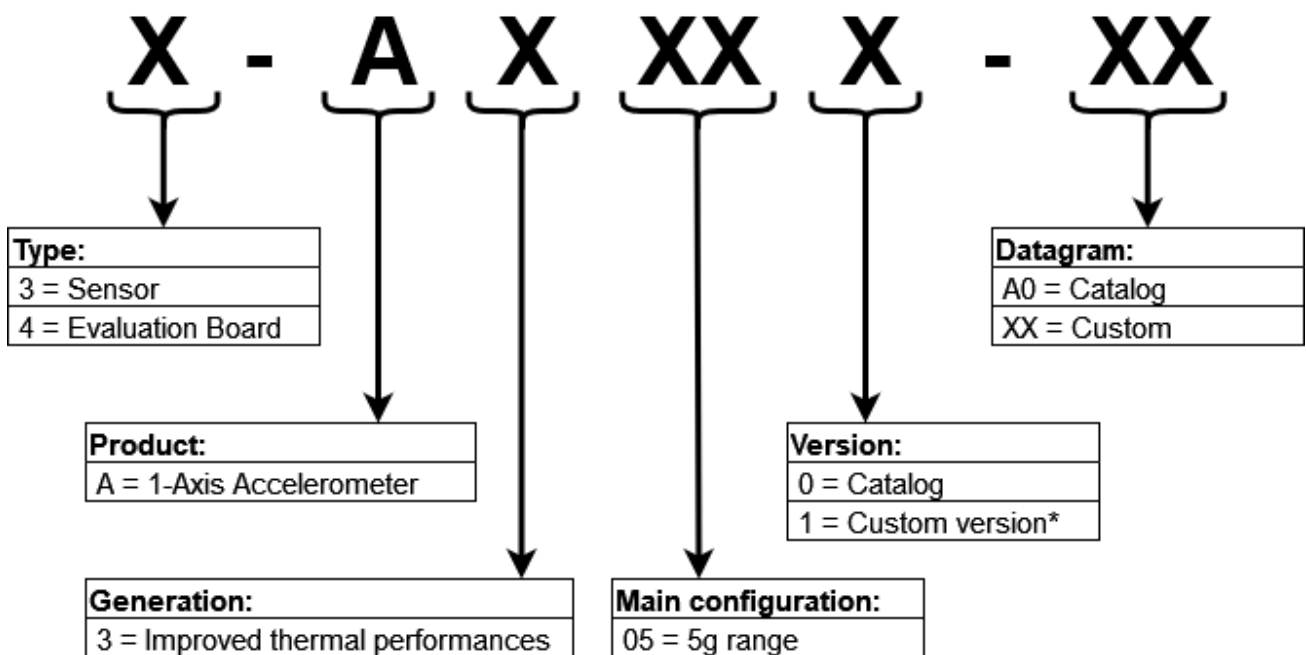 X - A X XX X - XX
Type:
3 = Sensor
4 = Evaluation Board
Datagram:
A0 = Catalog
XX = Custom
Product:
A = 1-Axis Accelerometer
Version:
0 = Catalog
1 = Custom version*
Generation:
3 = Improved thermal performances
Main configuration:
05 = 5g range